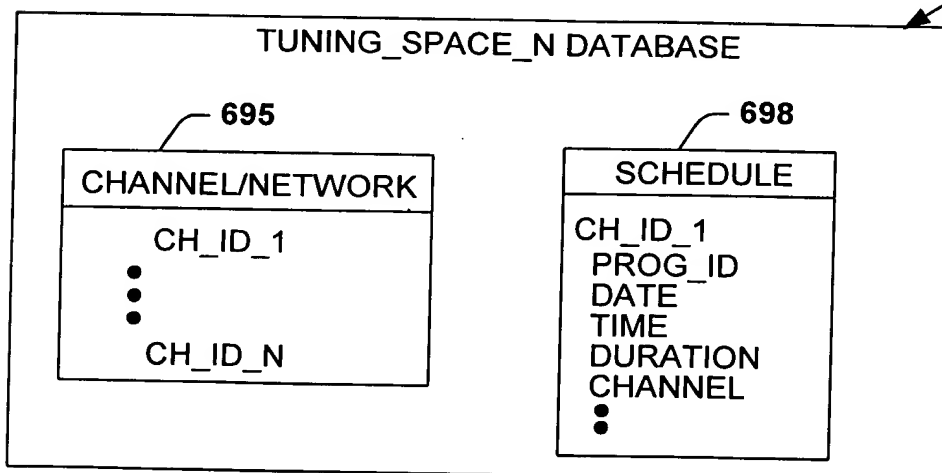 TUNING_SPACE_N DATABASE
695
CHANNEL/NETWORK
CH_ID_1
CH_ID_N
698
SCHEDULE
CH_ID_1
PROG_ID
DATE
TIME
DURATION
CHANNEL